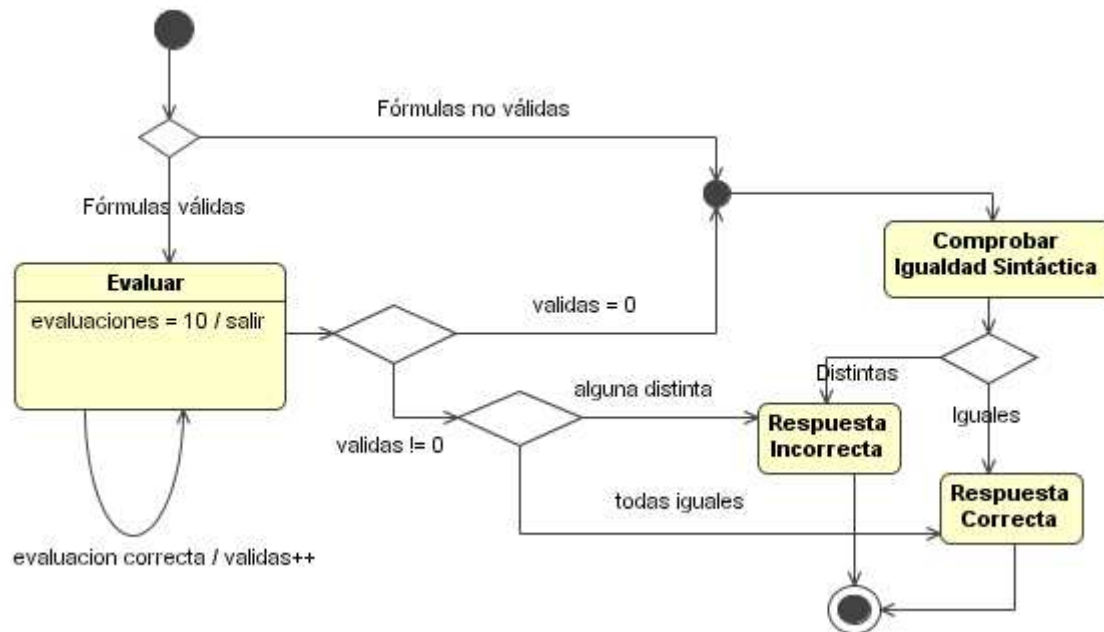 Fórmulas no válidas
Fórmulas válidas
Comprobar
Igualdad Sintáctica
Evaluar
evaluaciones = 10 / salir
validas = 0
Distintas
alguna distinta
Iguales
Respuesta
Incorrecta
validas != 0
todas iguales
Respuesta
Correcta
evaluacion correcta / validas++